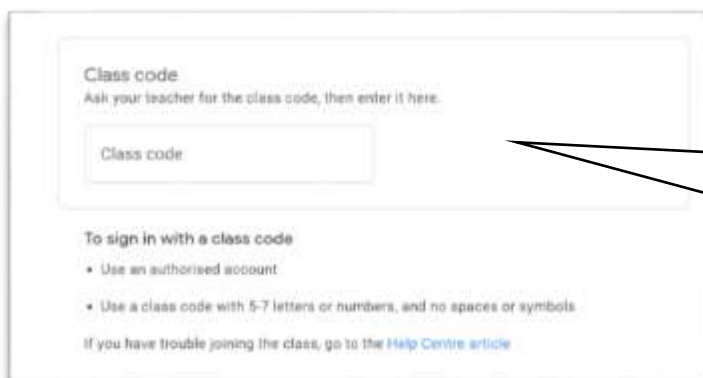 Class code
Ask your teacher for the class code, then enter it here.
Class code
To sign in with a class code
• Use an authorised account
• Use a class code with 5-7 letters or numbers, and no spaces or symbols
If you have trouble joining the class, go to the Help Centre article